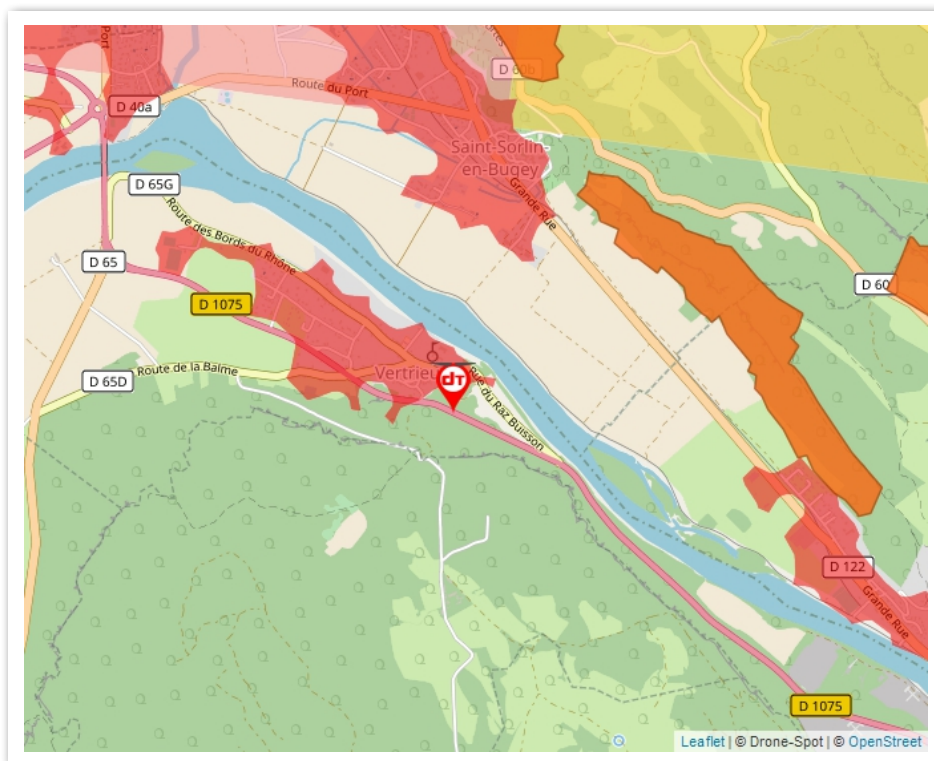 Port
D 60b
Route du Port
D 40a
Saint-Sorlin
en-Bugey
D 65G
Grande Rue
Route des Bords du Rhône
D 65
D 60
D 1075
Route de la Balme
D 65D
Vertrieu
dT
Rue du Raz Buisson
D 122
Grande Rue
D 1075
Leaflet | © Drone-Spot | © OpenStreet